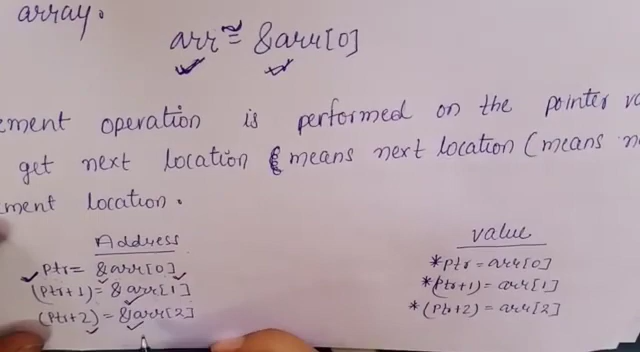 array.
arr ≅ &arr[0]
ement operation is performed on the pointer va
get next location means next location (means n
ment location.
Address
ptr = &arr[0]
(ptr+1) = &arr[1]
(ptr+2) = &arr[2]
value
*ptr = arr[0]
*(ptr+1) = arr[1]
*(ptr+2) = arr[2]